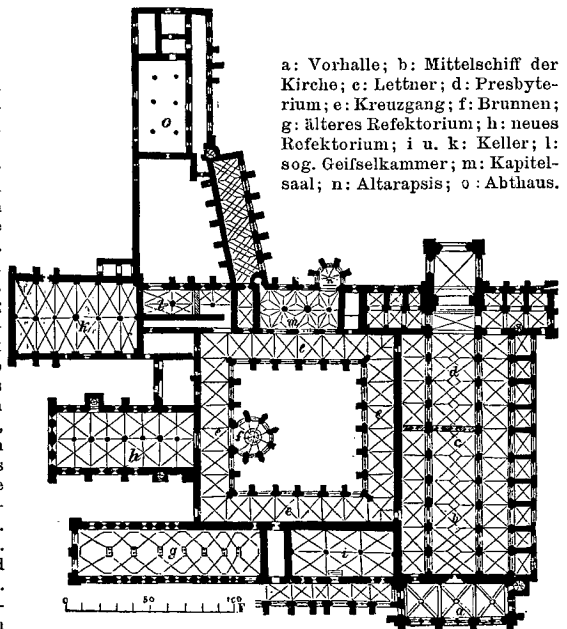 a: Vorhalle; b: Mittelschiff der
Kirche; c: Lettner; d: Presbyte-
rium; e: Kreuzgang; f: Brunnen;
g: älteres Refektorium; h: neues
Refektorium; i u. k: Keller; l:
sog. Geifselkammer; m: Kapitel-
saal; n: Altarapsis; o: Abthaus.
o
n
l
k
m
e
d
e
e
f
c
h
e
b
g
i
a
0 50 100